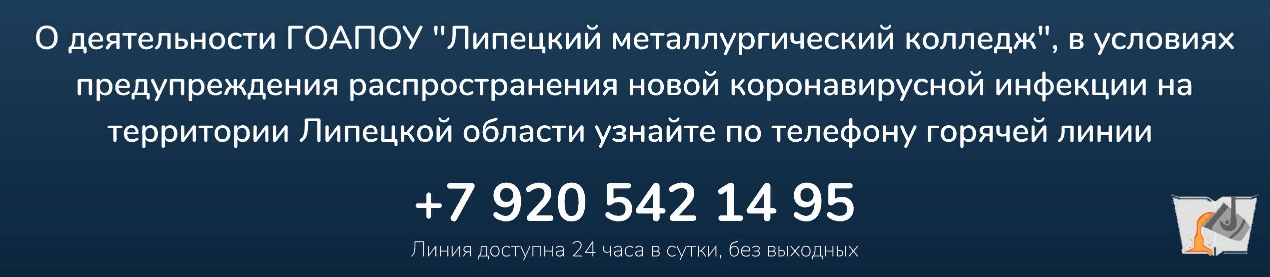 О деятельности ГОАПОУ "Липецкий металлургический колледж", в условиях
предупреждения распространения новой коронавирусной инфекции на
территории Липецкой области узнайте по телефону горячей линии
+7 920 542 14 95
Линия доступна 24 часа в сутки, без выходных